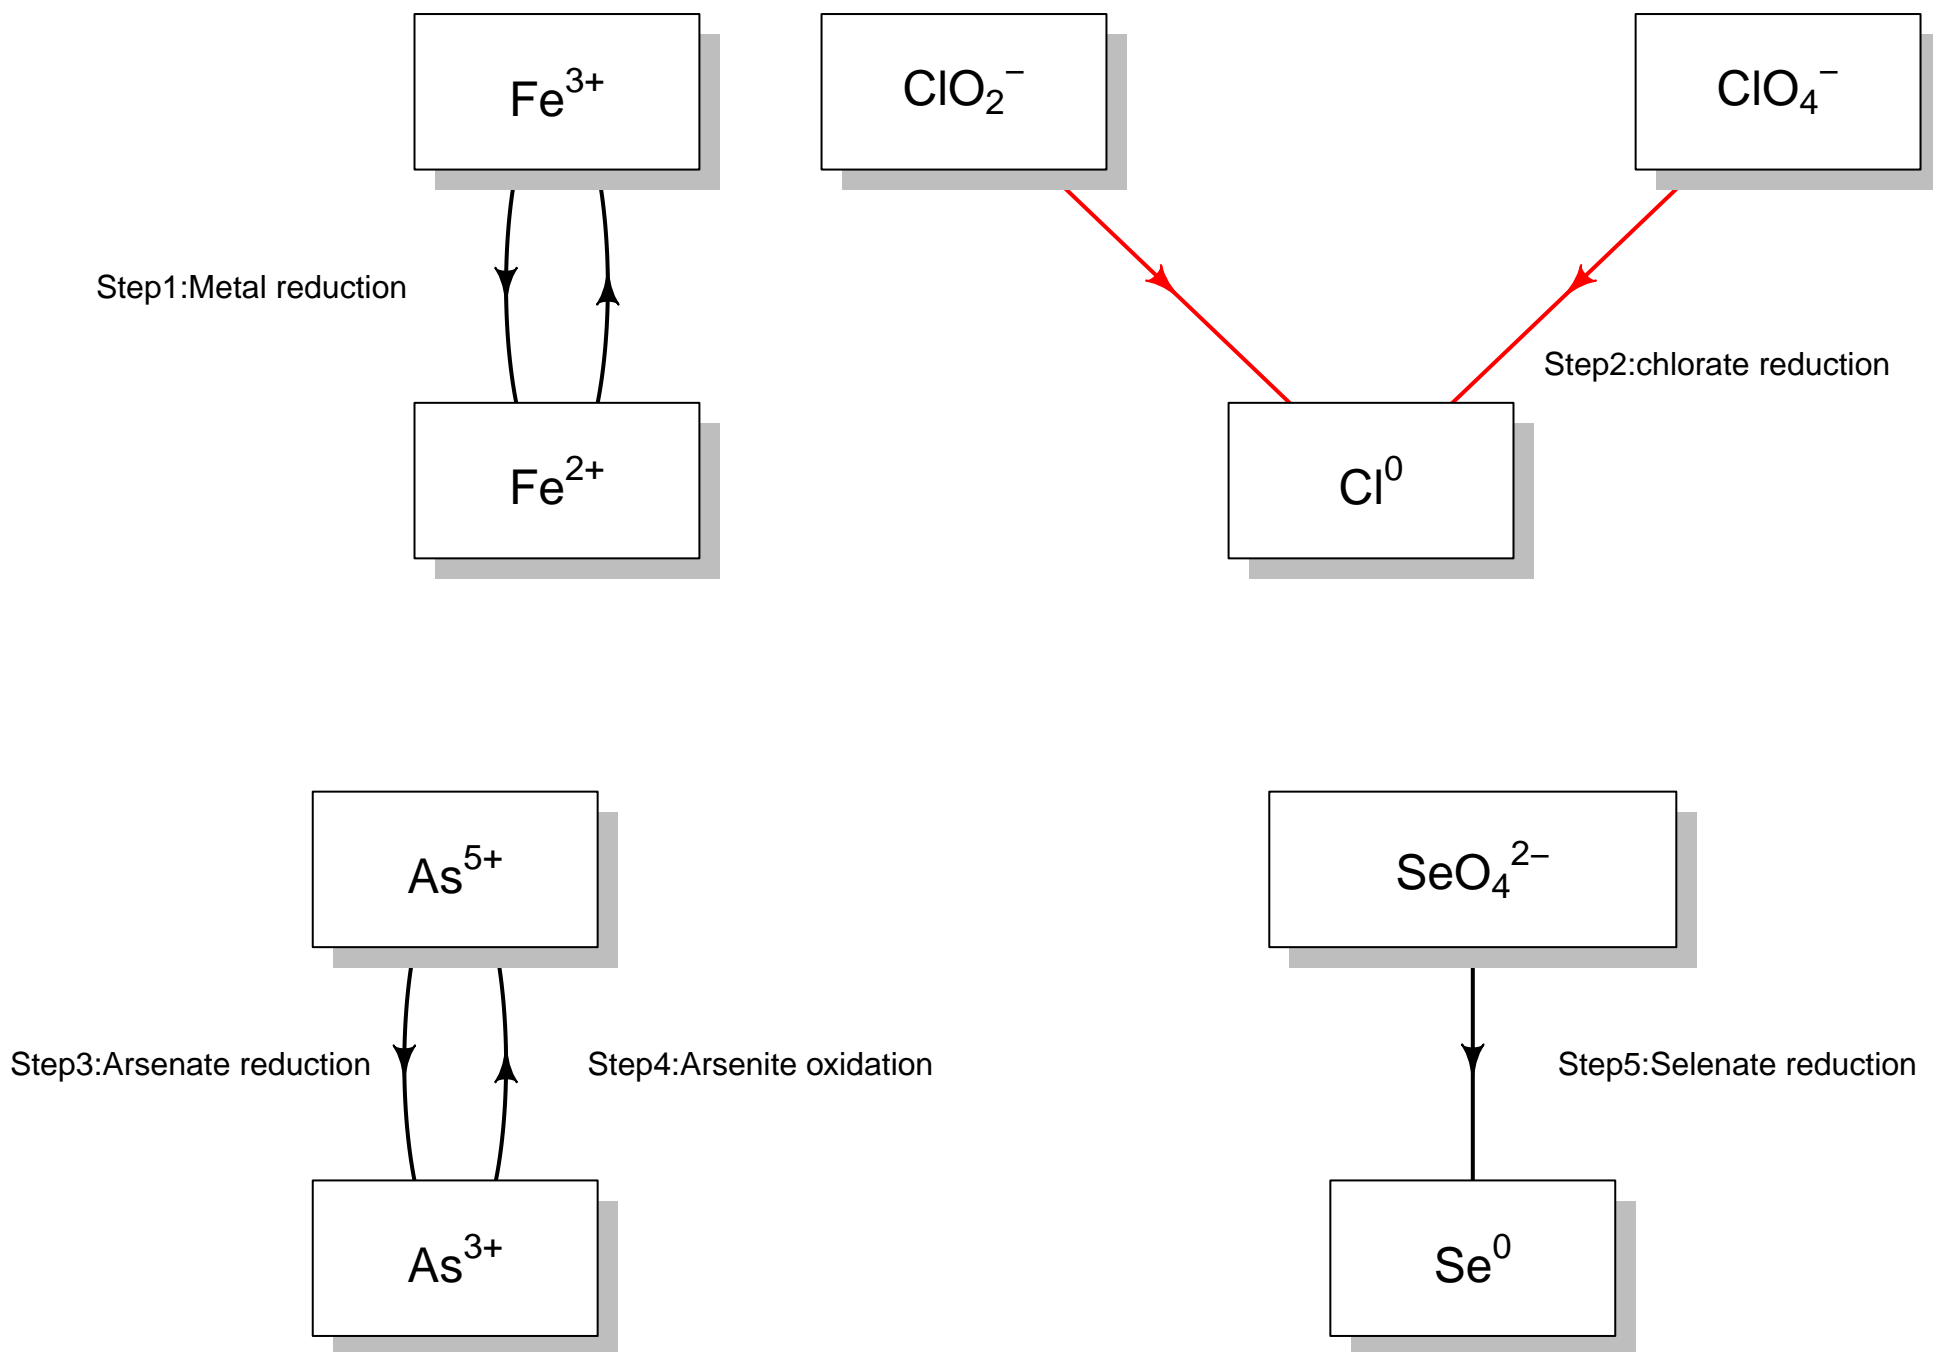 Fe³⁺
ClO₂⁻
ClO₄⁻
Step1:Metal reduction
Step2:chlorate reduction
Fe²⁺
Cl⁰
As⁵⁺
SeO₄²⁻
Step3:Arsenate reduction
Step4:Arsenite oxidation
Step5:Selenate reduction
As³⁺
Se⁰